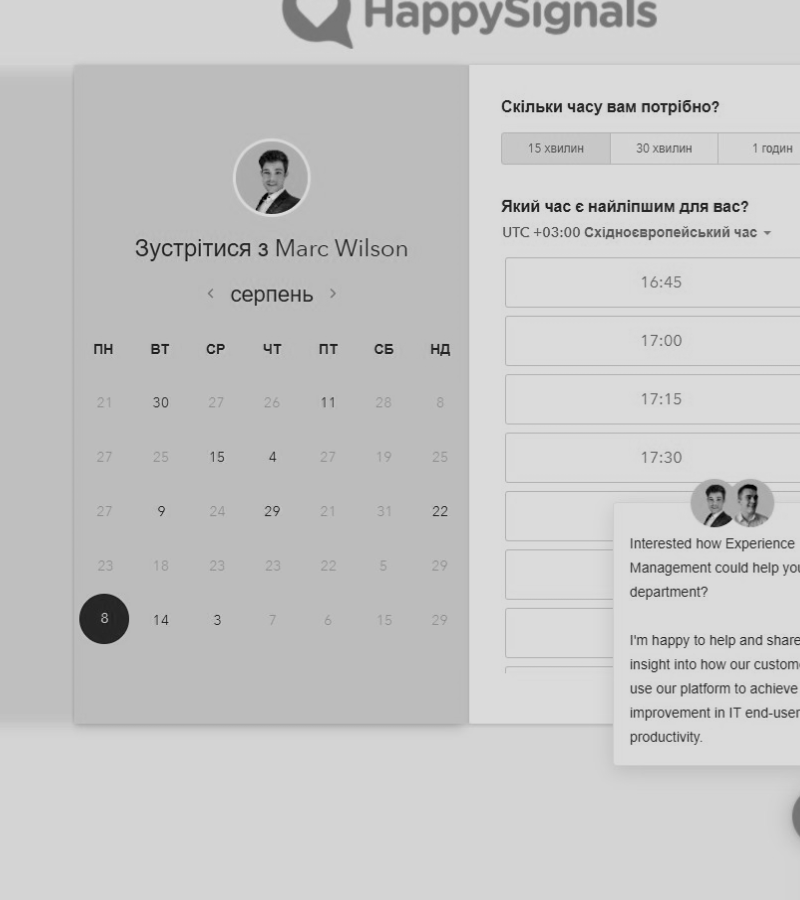 HappySignals
Зустрітися з Marc Wilson
серпень
ПН ВТ СР ЧТ ПТ СБ НД
21 30 27 26 11 28 8
27 25 15 4 27 19 25
27 9 24 29 21 31 22
23 18 23 23 22 5 29
8 14 3 7 6 15 29
Скільки часу вам потрібно?
15 хвилин 30 хвилин 1 годин
Який час є найліпшим для вас?
UTC +03:00 Східноєвропейський час
16:45
17:00
17:15
17:30
Interested how Experience
Management could help you
department?
I'm happy to help and share
insight into how our custome
use our platform to achieve
improvement in IT end-user
productivity.